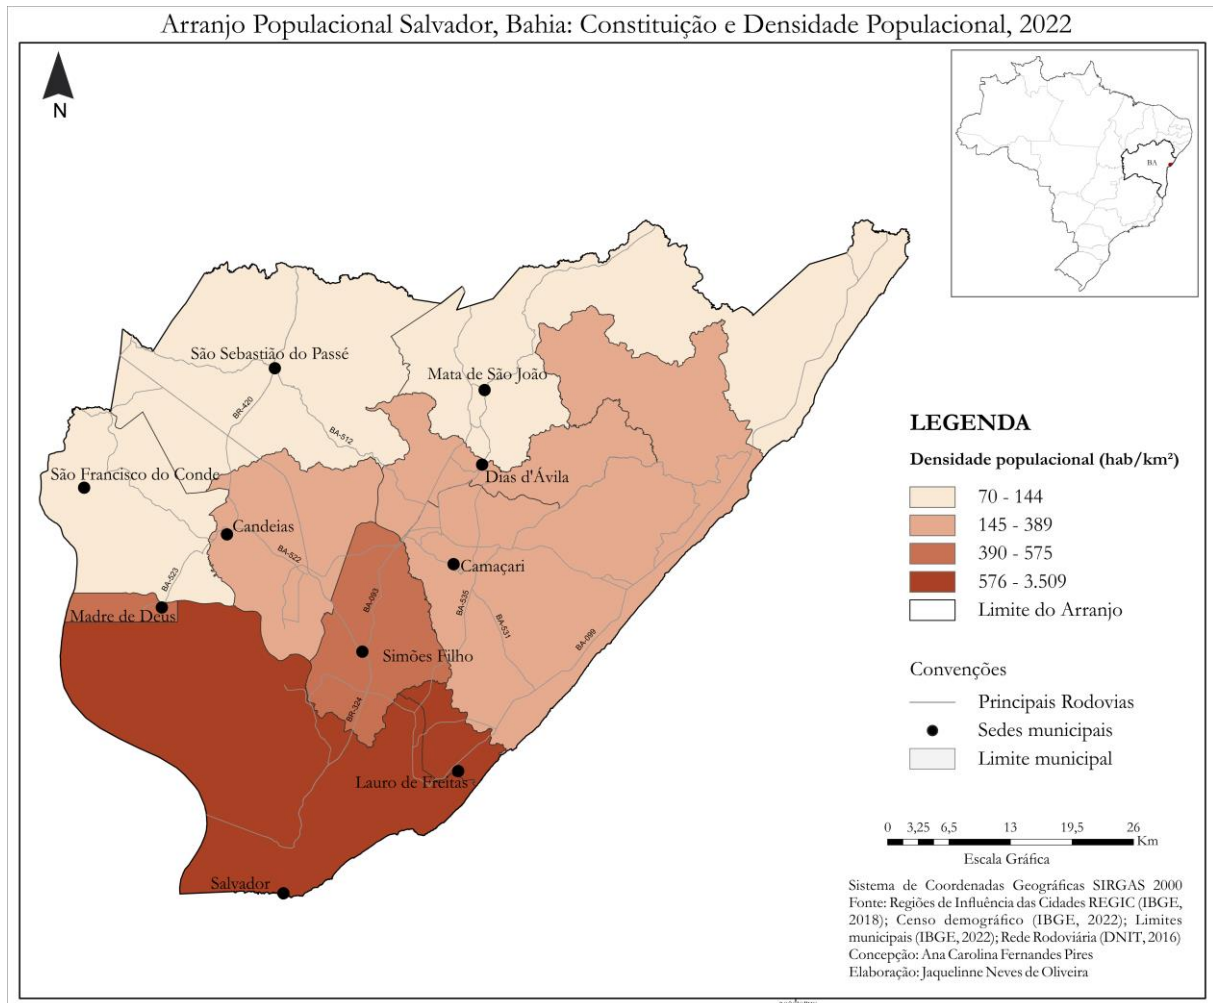 Arranjo Populacional Salvador, Bahia: Constituição e Densidade Populacional, 2022
N
BA
São Sebastião do Passé
Mata de São João
BR-420
BA-512
São Francisco do Conde
Dias d'Ávila
Candeias
BA-522
Camaçari
BA-523
BA-093
BA-535
BA-531
Madre de Deus
BA-099
Simões Filho
BR-324
Lauro de Freitas
Salvador
LEGENDA
Densidade populacional (hab/km²)
70 - 144
145 - 389
390 - 575
576 - 3.509
Limite do Arranjo
Convenções
Principais Rodovias
Sedes municipais
Limite municipal
0 3,25 6,5 13 19,5 26
Km
Escala Gráfica
Sistema de Coordenadas Geográficas SIRGAS 2000
Fonte: Regiões de Influência das Cidades REGIC (IBGE,
2018); Censo demográfico (IBGE, 2022); Limites
municipais (IBGE, 2022); Rede Rodoviária (DNIT, 2016)
Concepção: Ana Carolina Fernandes Pires
Elaboração: Jaquelinne Neves de Oliveira